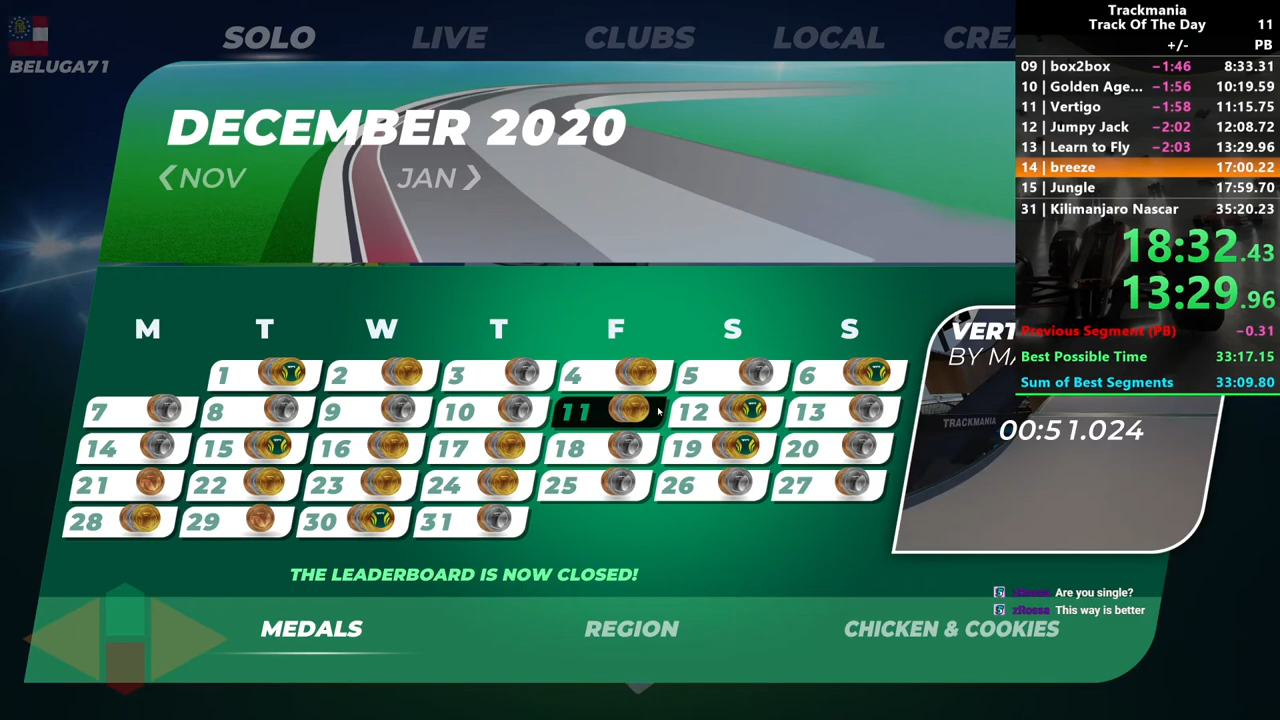 BELUGA71
SOLO LIVE CLUBS LOCAL CREA
DECEMBER 2020
NOV JAN
M T W T F S S
1 2 3 4 5 6
7 8 9 10 11 12 13
14 15 16 17 18 19 20
21 22 23 24 25 26 27
28 29 30 31
THE LEADERBOARD IS NOW CLOSED!
MEDALS REGION CHICKEN & COOKIES
VERT
BY MA
TRACKMANIA
00:51.024
Are you single?
zRossa This way is better
Trackmania
Track Of The Day 11
+/- PB
09 | box2box −1:46 8:33.31
10 | Golden Age... −1:56 10:19.59
11 | Vertigo −1:58 11:15.75
12 | Jumpy Jack −2:02 12:08.72
13 | Learn to Fly −2:03 13:29.96
14 | breeze 17:00.22
15 | Jungle 17:59.70
31 | Kilimanjaro Nascar 35:20.23
18:32.43
13:29.96
Previous Segment (PB) −0.31
Best Possible Time 33:17.15
Sum of Best Segments 33:09.80